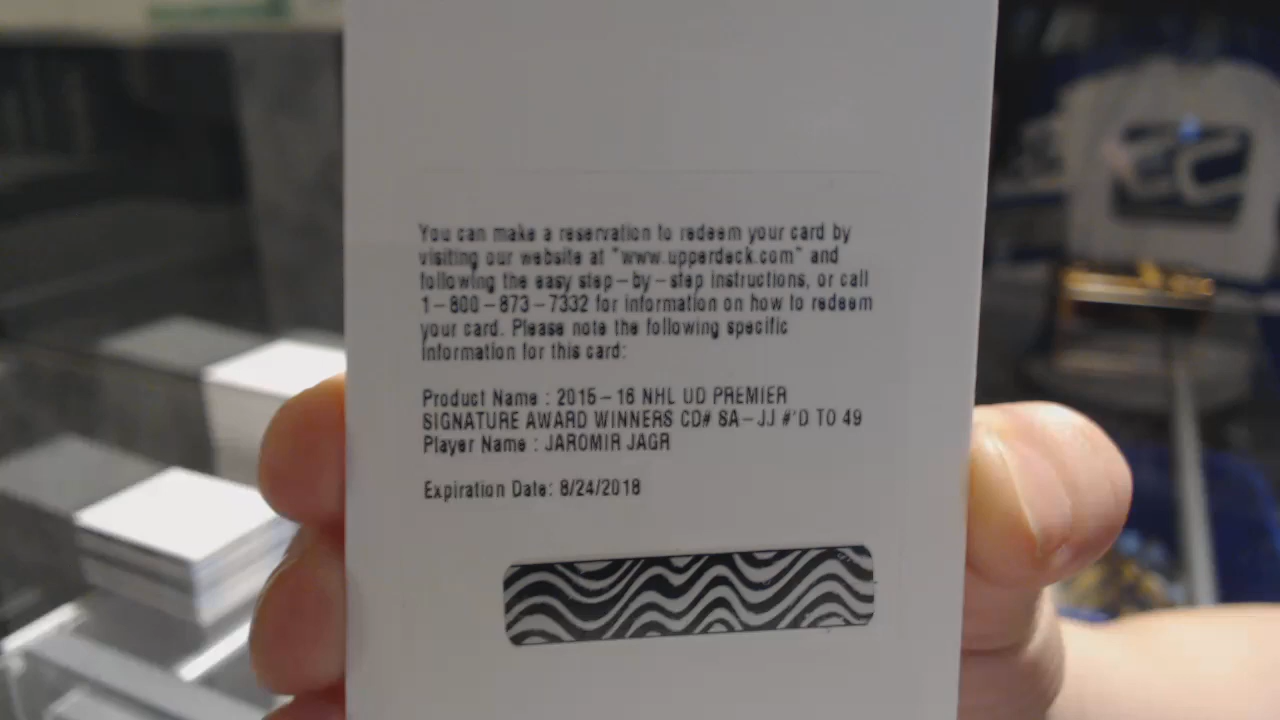 You can make a reservation to redeem your card by
visiting our website at "www.upperdeck.com" and
following the easy step-by-step instructions, or call
1-800-873-7332 for information on how to redeem
your card. Please note the following specific
information for this card:
Product Name : 2015-16 NHL UD PREMIER
SIGNATURE AWARD WINNERS CD# SA-JJ #'D TO 49
Player Name : JAROMIR JAGR
Expiration Date: 8/24/2018